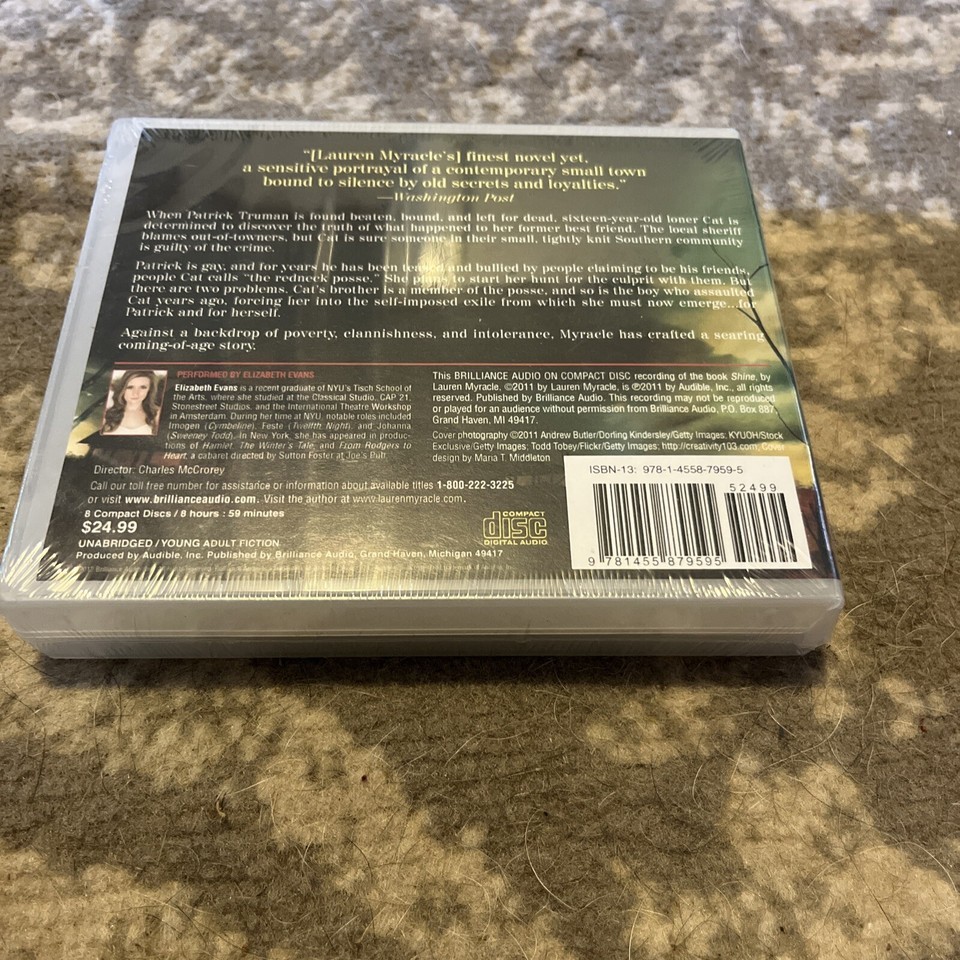 "[Lauren Myracle's] finest novel yet,
a sensitive portrayal of a contemporary small town
bound to silence by old secrets and loyalties."
—Washington Post
When Patrick Truman is found beaten, bound, and left for dead, sixteen-year-old loner Cat is
determined to discover the truth of what happened to her former best friend. The local sheriff
blames out-of-towners, but Cat is sure someone in their small, tightly knit Southern community
is guilty of the crime.
Patrick is gay, and for years he has been teased and bullied by people claiming to be his friends,
people Cat calls "the redneck posse." She plans to start her hunt for the culprit with them. But
there are two problems. Cat's brother is a member of the posse, and so is the boy who assaulted
Cat years ago, forcing her into the self-imposed exile from which she must now emerge...for
Patrick and for herself.
Against a backdrop of poverty, clannishness, and intolerance, Myracle has crafted a searing
coming-of-age story.
PERFORMED BY ELIZABETH EVANS
Elizabeth Evans is a recent graduate of NYU's Tisch School of
the Arts, where she studied at the Classical Studio, CAP 21,
Stonestreet Studios, and the International Theatre Workshop
in Amsterdam. During her time at NYU, notable roles included
Imogen (Cymbeline), Feste (Twelfth Night), and Johanna
(Sweeney Todd). In New York, she has appeared in produc-
tions of Hamlet, The Winter's Tale and From Rodgers to
Heart, a cabaret directed by Sutton Foster at Joe's Pub.
This BRILLIANCE AUDIO ON COMPACT DISC recording of the book Shine, by
Lauren Myracle, ©2011 by Lauren Myracle, is ℗2011 by Audible, Inc., all rights
reserved. Published by Brilliance Audio. This recording may not be reproduced
or played for an audience without permission from Brilliance Audio, P.O. Box 887,
Grand Haven, MI 49417.
Cover photography ©2011 Andrew Butler/Dorling Kindersley/Getty Images: KYUOH/Stock
Exclusive/Getty Images: Todd Tobey/Flickr/Getty Images: http://creativity103.com, Cover
design by Maria T. Middleton
Director: Charles McCrorey
Call our toll free number for assistance or information about available titles 1-800-222-3225
or visit www.brillianceaudio.com. Visit the author at www.laurenmyracle.com.
8 Compact Discs / 8 hours : 59 minutes
$24.99
UNABRIDGED / YOUNG ADULT FICTION
Produced by Audible, Inc. Published by Brilliance Audio, Grand Haven, Michigan 49417
COMPACT
disc
DIGITAL AUDIO
ISBN-13: 978-1-4558-7959-5
52499
9 781455 879595